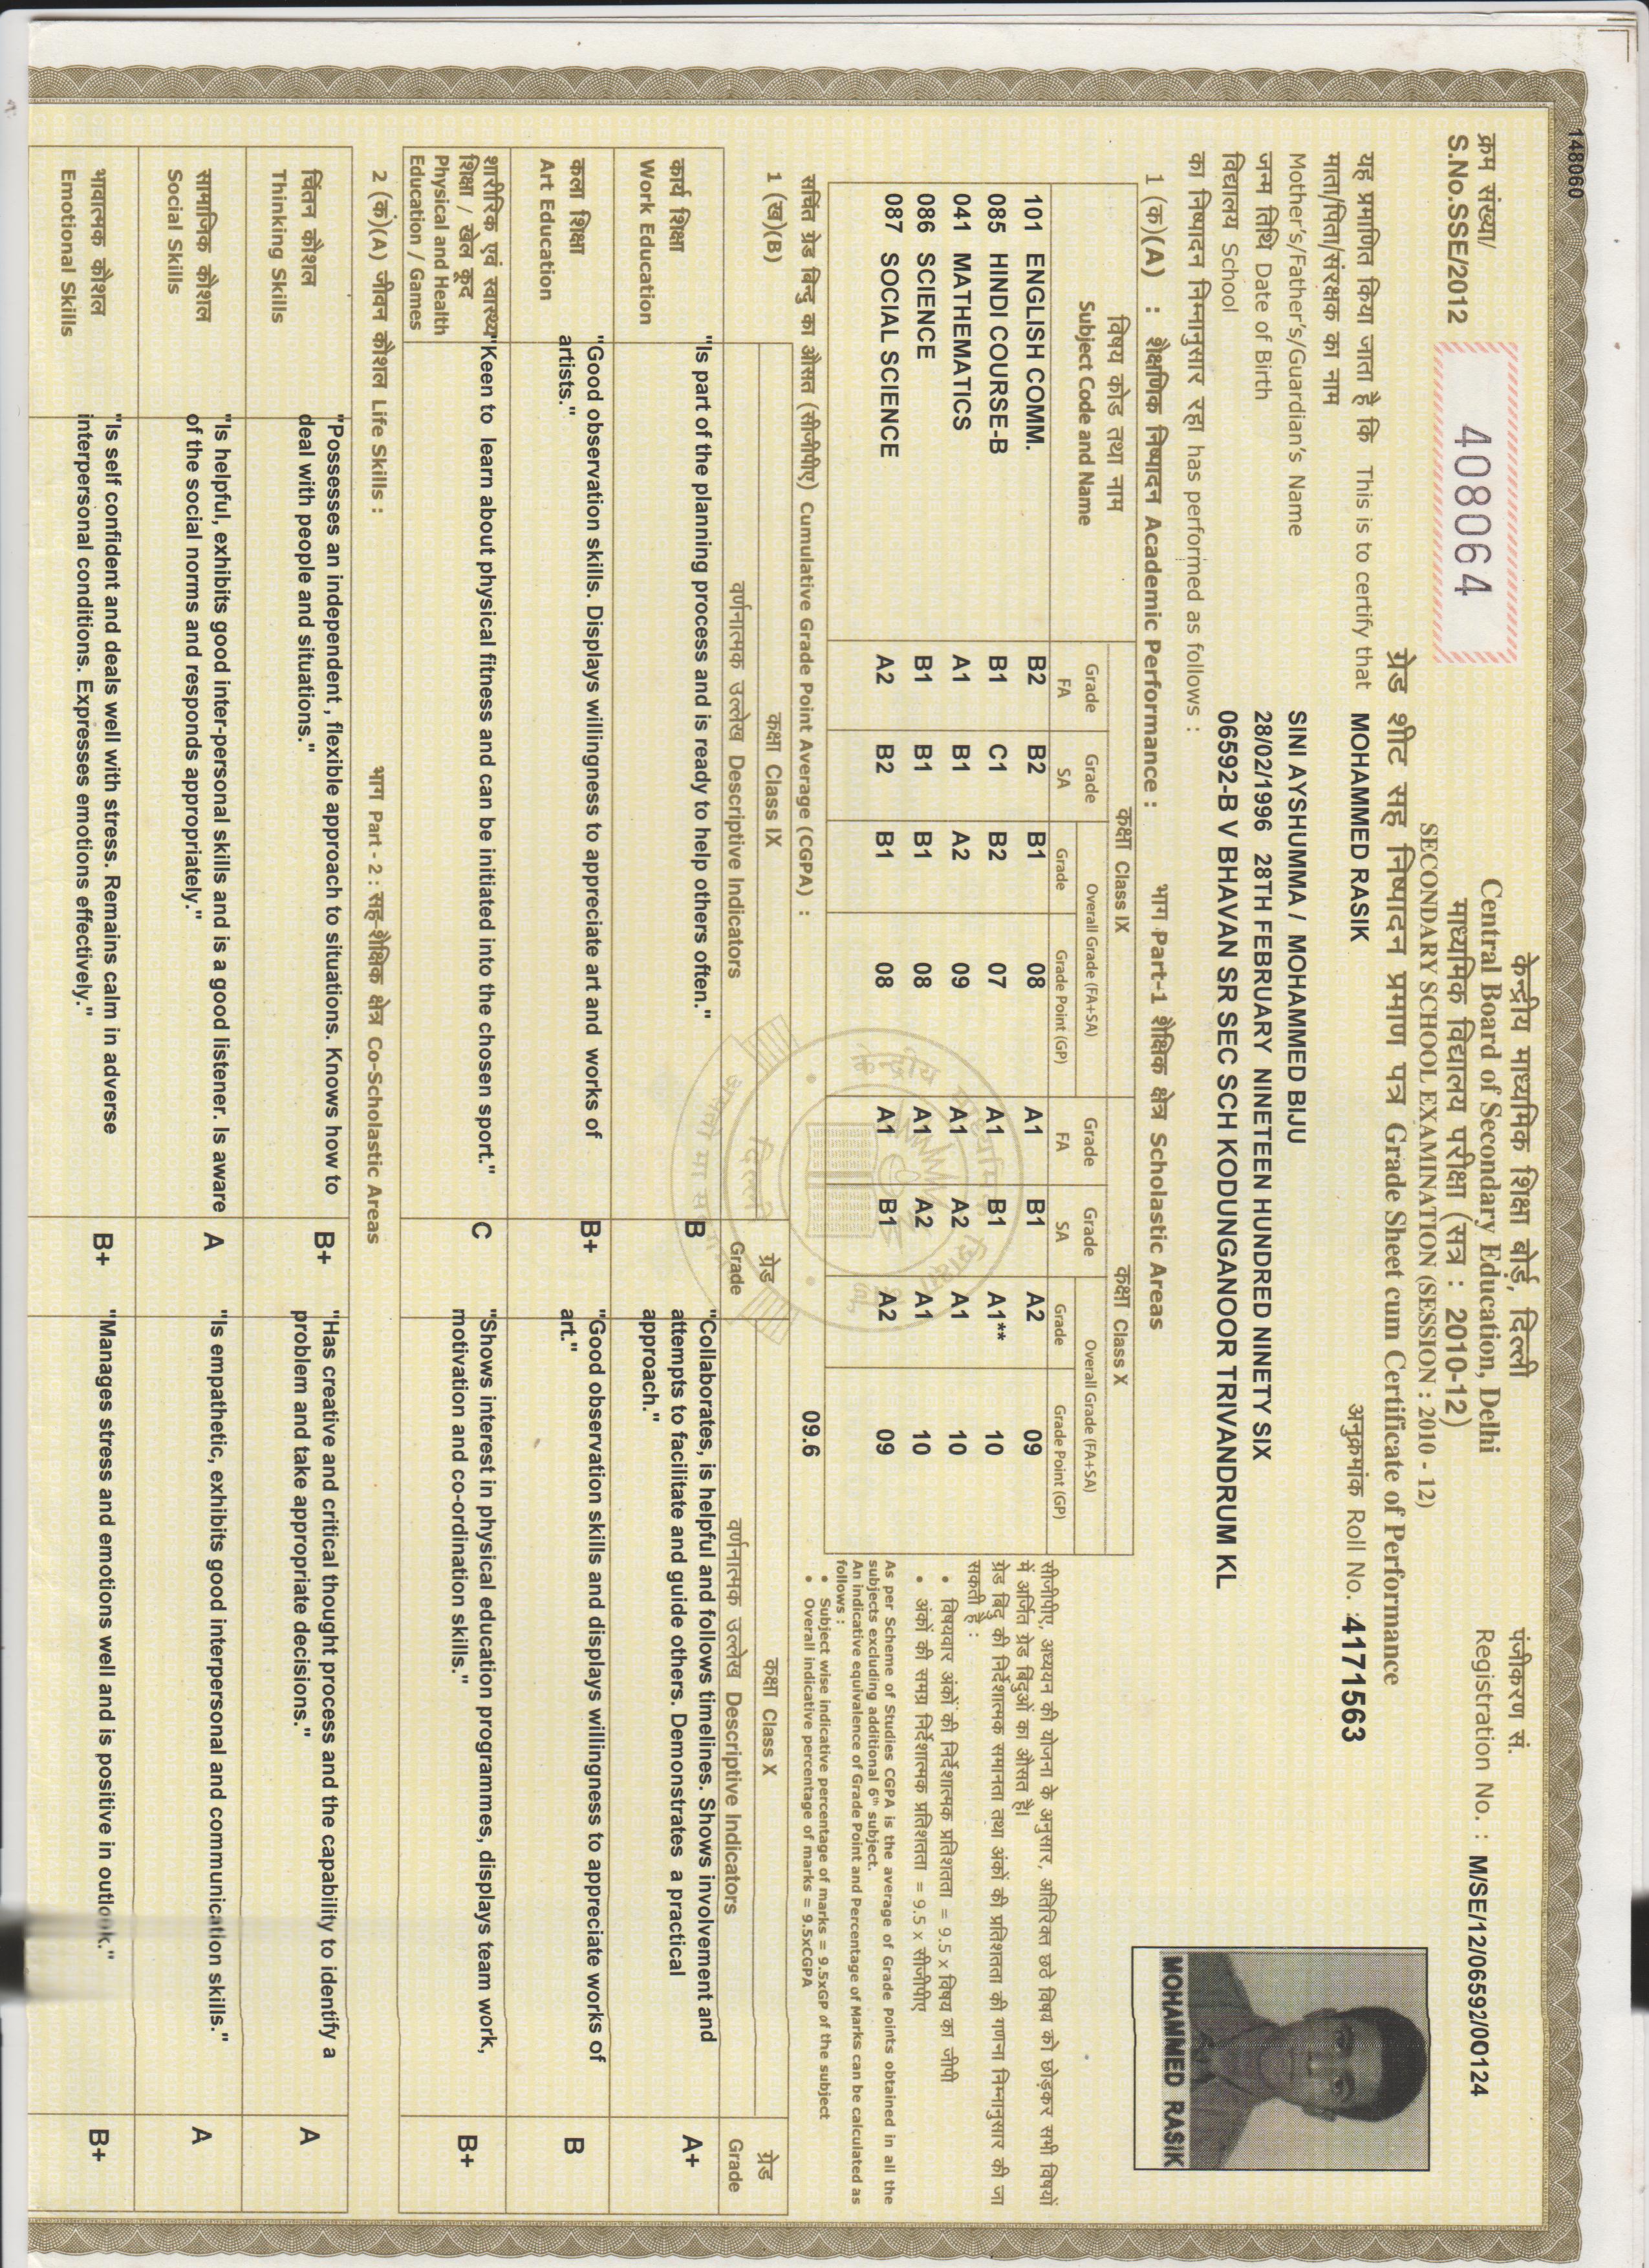 148060
केन्द्रीय माध्यमिक शिक्षा बोर्ड, दिल्ली
Central Board of Secondary Education, Delhi
माध्यमिक विद्यालय परीक्षा (सत्र : 2010-12)
SECONDARY SCHOOL EXAMINATION (SESSION : 2010 - 12)
ग्रेड शीट सह निष्पादन प्रमाण पत्र Grade Sheet cum Certificate of Performance
क्रम संख्या/
S.No.SSE/2012 408064
पंजीकरण सं.
Registration No. : M/SE/12/06592/00124
यह प्रमाणित किया जाता है कि This is to certify that MOHAMMED RASIK
अनुक्रमांक Roll No. : 4171563
माता/पिता/संरक्षक का नाम
Mother's/Father's/Guardian's Name SINI AYSHUMMA / MOHAMMED BIJU
जन्म तिथि Date of Birth 28/02/1996 28TH FEBRUARY NINETEEN HUNDRED NINETY SIX
विद्यालय School 06592-B V BHAVAN SR SEC SCH KODUNGANOOR TRIVANDRUM KL
का निष्पादन निम्नानुसार रहा has performed as follows :
MOHAMMED RASIK
1 (क)(A) : शैक्षणिक निष्पादन Academic Performance : भाग Part-1 शैक्षिक क्षेत्र Scholastic Areas
विषय कोड तथा नाम कक्षा Class IX कक्षा Class X
Subject Code and Name Grade Grade Overall Grade (FA+SA) Grade Grade Overall Grade (FA+SA)
FA SA Grade Grade Point (GP) FA SA Grade Grade Point (GP)
101 ENGLISH COMM. B2 B2 B1 08 A1 B1 A2 09
085 HINDI COURSE-B B1 C1 B2 07 A1 B1 A1** 10
041 MATHEMATICS A1 B1 A2 09 A1 A2 A1 10
086 SCIENCE B1 B1 B1 08 A1 A2 A1 10
087 SOCIAL SCIENCE A2 B2 B1 08 A1 B1 A2 09
सीजीपीए, अध्ययन की योजना के अनुसार, अतिरिक्त छठे विषय को छोड़कर सभी विषयों
में अर्जित ग्रेड बिंदुओं का औसत है।
ग्रेड बिंदु की निर्देशात्मक समानता तथा अंकों की प्रतिशतता की गणना निम्नानुसार की जा
सकती है :
• विषयवार अंकों की निर्देशात्मक प्रतिशतता = 9.5 x विषय का जीपी
• अंकों की समग्र निर्देशात्मक प्रतिशतता = 9.5 x सीजीपीए
As per Scheme of Studies CGPA is the average of Grade Points obtained in all the
subjects excluding additional 6th subject.
An indicative equivalence of Grade Point and Percentage of Marks can be calculated as
follows :
• Subject wise indicative percentage of marks = 9.5xGP of the subject
• Overall indicative percentage of marks = 9.5xCGPA
सचिंत ग्रेड बिन्दु का औसत (सीजीपीए) Cumulative Grade Point Average (CGPA) : 09.6
1 (ख)(B) कक्षा Class IX ग्रेड कक्षा Class X ग्रेड
वर्णनात्मक उल्लेख Descriptive Indicators Grade वर्णनात्मक उल्लेख Descriptive Indicators Grade
कार्य शिक्षा
Work Education
"Is part of the planning process and is ready to help others often." B
"Collaborates, is helpful and follows timelines. Shows involvement and
attempts to facilitate and guide others. Demonstrates a practical
approach." A+
कला शिक्षा
Art Education
"Good observation skills. Displays willingness to appreciate art and works of
artists." B+
"Good observation skills and displays willingness to appreciate works of
art." B
शारीरिक एवं स्वास्थ्य
शिक्षा / खेल कूद
Physical and Health
Education / Games
"Keen to learn about physical fitness and can be initiated into the chosen sport." C
"Shows interest in physical education programmes, displays team work,
motivation and co-ordination skills." B+
2 (क)(A) जीवन कौशल Life Skills : भाग Part - 2 : सह-शैक्षिक क्षेत्र Co-Scholastic Areas
चिंतन कौशल
Thinking Skills
"Possesses an independent , flexible approach to situations. Knows how to
deal with people and situations." B+
"Has creative and critical thought process and the capability to identify a
problem and take appropriate decisions." A
सामाजिक कौशल
Social Skills
"Is helpful, exhibits good inter-personal skills and is a good listener. Is aware
of the social norms and responds appropriately." A
"Is empathetic, exhibits good interpersonal and communication skills." A
भावात्मक कौशल
Emotional Skills
"Is self confident and deals well with stress. Remains calm in adverse
interpersonal conditions. Expresses emotions effectively." B+
"Manages stress and emotions well and is positive in outlook." B+